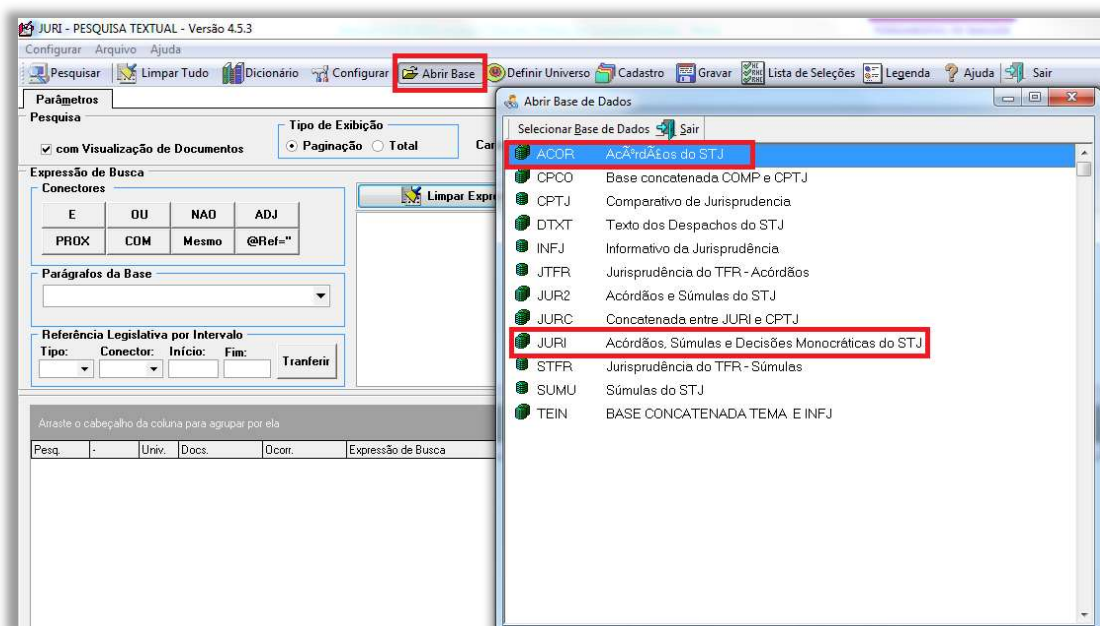 JURI - PESQUISA TEXTUAL - Versão 4.5.3
Configurar Arquivo Ajuda
Pesquisar Limpar Tudo Dicionário Configurar Abrir Base Definir Universo Cadastro Gravar Lista de Seleções Legenda Ajuda Sair
Parâmetros
Pesquisa
com Visualização de Documentos
Tipo de Exibição
Paginação Total
Car
Expressão de Busca
Conectores
E OU NAO ADJ
PROX COM Mesmo @Ref="
Limpar Expre
Parágrafos da Base
Referência Legislativa por Intervalo
Tipo: Conector: Início: Fim:
Tranferir
Arraste o cabeçalho da coluna para agrupar por ela
Pesq. - Univ. Docs. Ocorr. Expressão de Busca
Abrir Base de Dados
Selecionar Base de Dados Sair
ACOR AcÃ³rdÃ£os do STJ
CPCO Base concatenada COMP e CPTJ
CPTJ Comparativo de Jurisprudencia
DTXT Texto dos Despachos do STJ
INFJ Informativo da Jurisprudência
JTFR Jurisprudência do TFR - Acórdãos
JUR2 Acórdãos e Súmulas do STJ
JURC Concatenada entre JURI e CPTJ
JURI Acórdãos, Súmulas e Decisões Monocráticas do STJ
STFR Jurisprudência do TFR - Súmulas
SUMU Súmulas do STJ
TEIN BASE CONCATENADA TEMA E INFJ